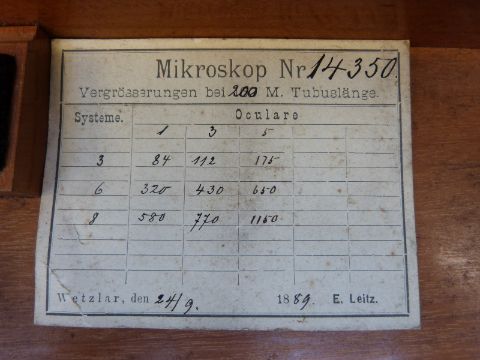 Mikroskop Nr. 14350.
Vergrösserungen bei 200 M. Tubuslänge.
Systeme. Oculare
1 3 5
3 84 112 175
6 320 430 650
8 580 770 1150
Wetzlar, den 24/9. 1889. E. Leitz.